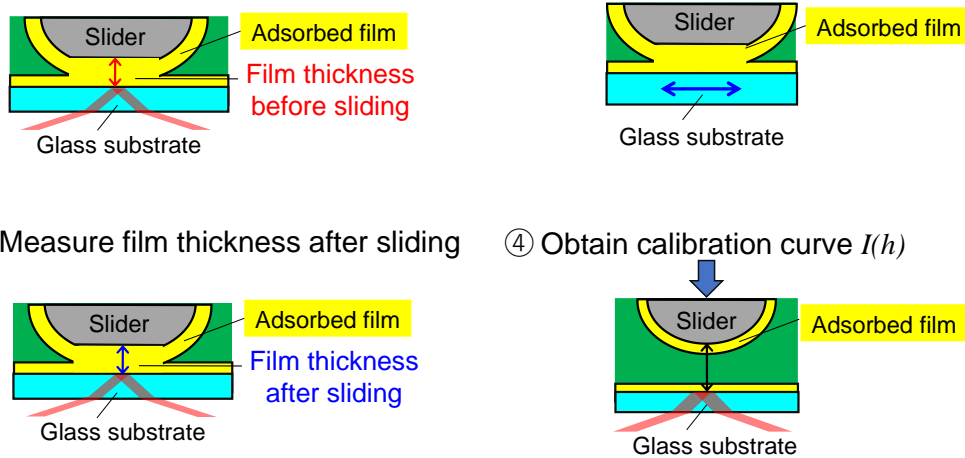 Slider
Adsorbed film
Film thickness
before sliding
Glass substrate
Slider
Adsorbed film
Glass substrate
Measure film thickness after sliding
④ Obtain calibration curve I(h)
Slider
Adsorbed film
Film thickness
after sliding
Glass substrate
Slider
Adsorbed film
Glass substrate